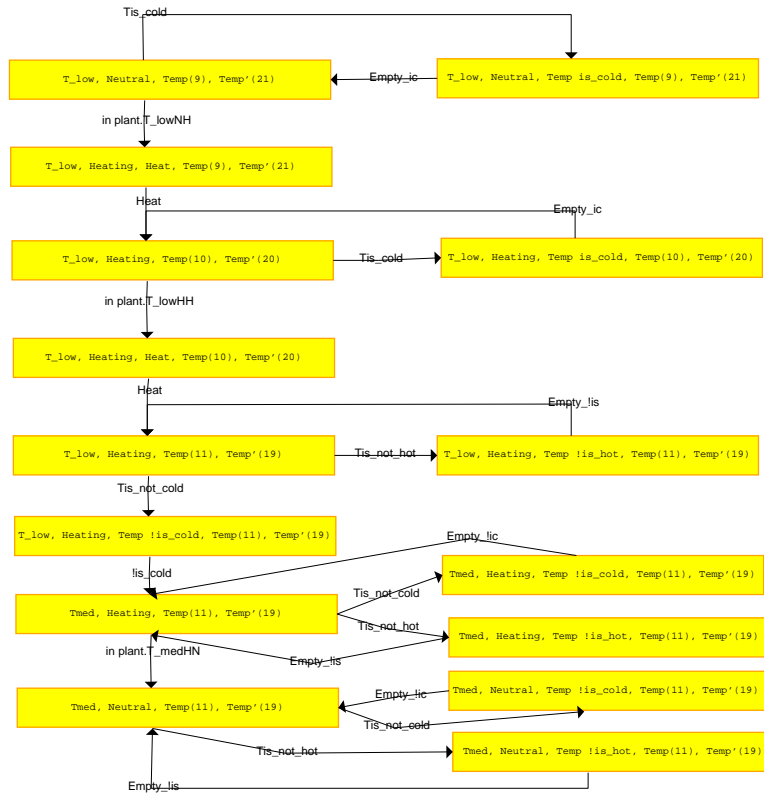 Tis_cold
T_low, Neutral, Temp(9), Temp'(21)
Empty_ic
T_low, Neutral, Temp is_cold, Temp(9), Temp'(21)
in plant.T_lowNH
T_low, Heating, Heat, Temp(9), Temp'(21)
Heat
Empty_ic
T_low, Heating, Temp(10), Temp'(20)
Tis_cold
T_low, Heating, Temp is_cold, Temp(10), Temp'(20)
in plant.T_lowHH
T_low, Heating, Heat, Temp(10), Temp'(20)
Heat
Empty_!is
T_low, Heating, Temp(11), Temp'(19)
Tis_not_hot
T_low, Heating, Temp !is_hot, Temp(11), Temp'(19)
Tis_not_cold
T_low, Heating, Temp !is_cold, Temp(11), Temp'(19)
Empty_!ic
!is_cold
Tmed, Heating, Temp !is_cold, Temp(11), Temp'(19)
Tis_not_cold
Tmed, Heating, Temp(11), Temp'(19)
Tis_not_hot
Tmed, Heating, Temp !is_hot, Temp(11), Temp'(19)
in plant.T_medHN
Empty_!is
Tmed, Neutral, Temp !is_cold, Temp(11), Temp'(19)
Empty_!ic
Tmed, Neutral, Temp(11), Temp'(19)
Tis_not_cold
Tis_not_hot
Tmed, Neutral, Temp !is_hot, Temp(11), Temp'(19)
Empty_!is